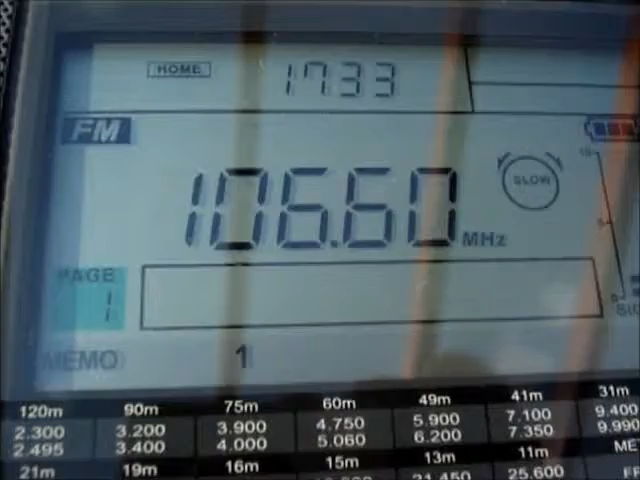 HOME 17:33
FM
106.60 MHz
SLOW
PAGE
1
MEMO 1
120m 90m 75m 60m 49m 41m 31m
2.300 3.200 3.900 4.750 5.900 7.100 9.400
2.495 3.400 4.000 5.060 6.200 7.350 9.990
21m 19m 16m 15m 13m 11m ME
21.450 25.600